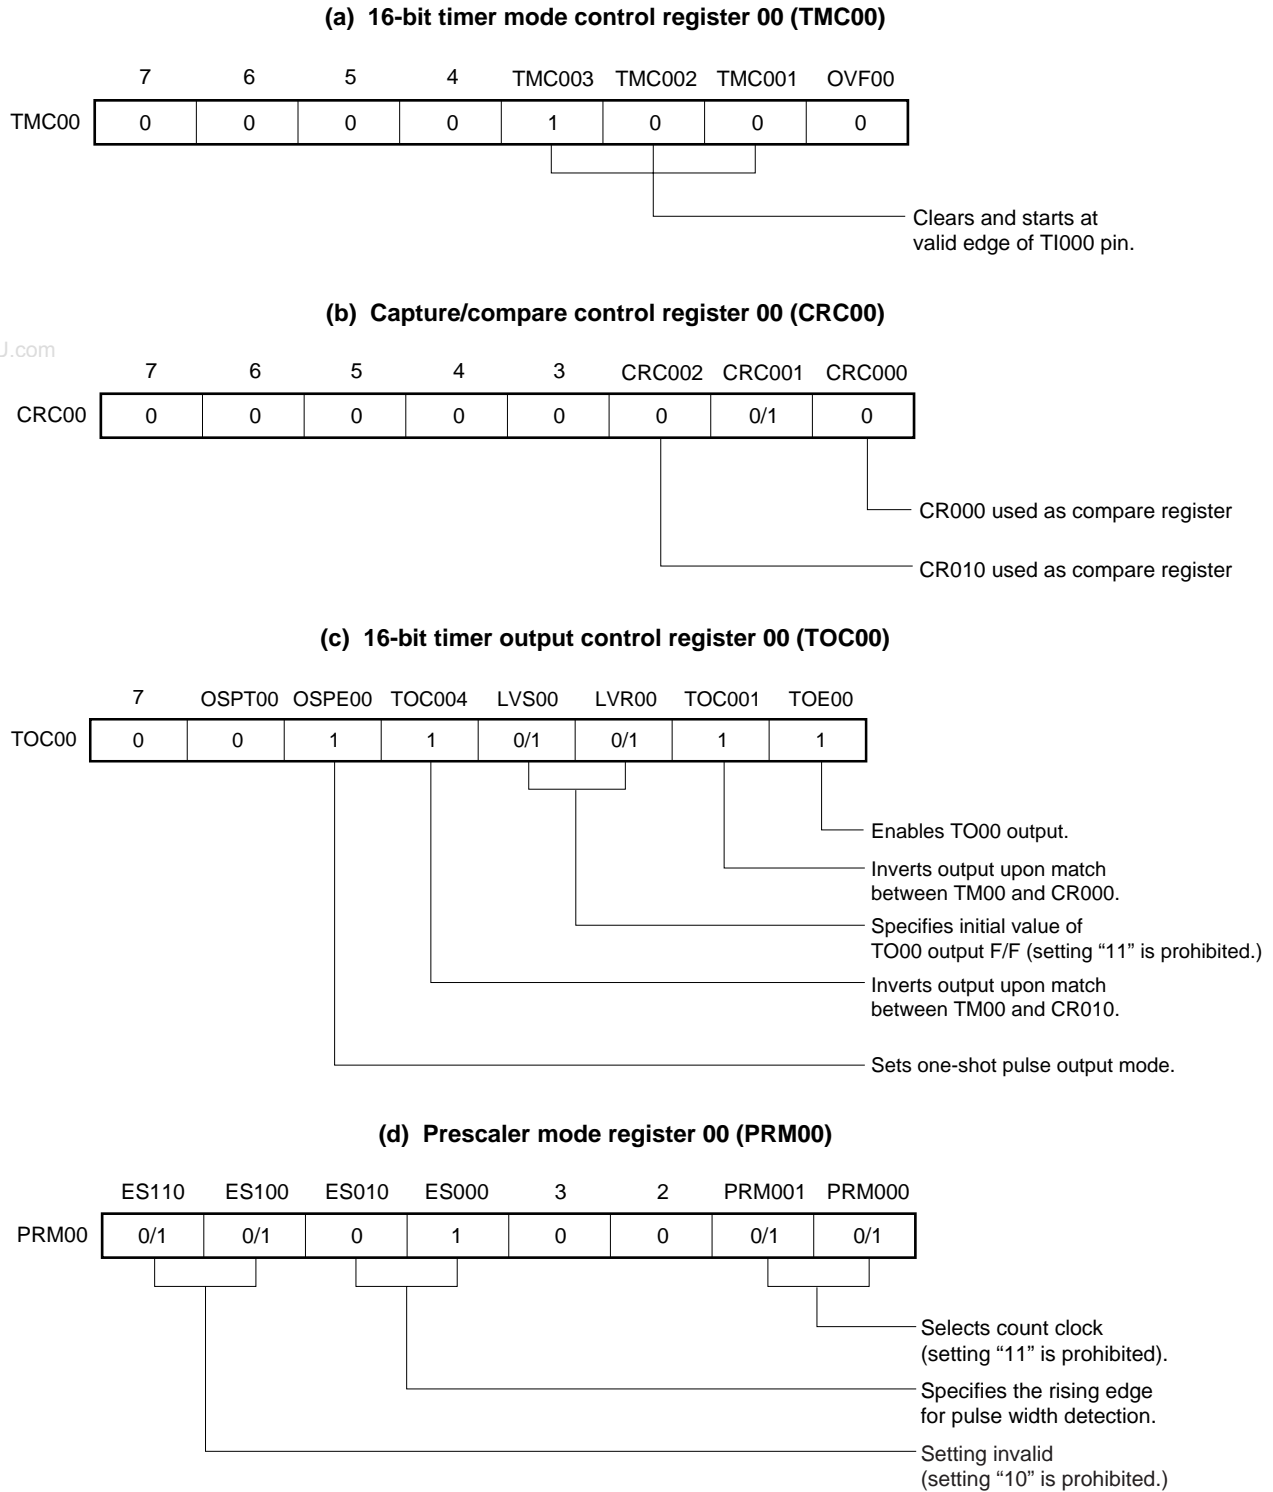 (a) 16-bit timer mode control register 00 (TMC00)
7 6 5 4 TMC003 TMC002 TMC001 OVF00
TMC00 0 0 0 0 1 0 0 0
Clears and starts at
valid edge of TI000 pin.
(b) Capture/compare control register 00 (CRC00)
J.com
7 6 5 4 3 CRC002 CRC001 CRC000
CRC00 0 0 0 0 0 0 0/1 0
CR000 used as compare register
CR010 used as compare register
(c) 16-bit timer output control register 00 (TOC00)
7 OSPT00 OSPE00 TOC004 LVS00 LVR00 TOC001 TOE00
TOC00 0 0 1 1 0/1 0/1 1 1
Enables TO00 output.
Inverts output upon match
between TM00 and CR000.
Specifies initial value of
TO00 output F/F (setting “11” is prohibited.)
Inverts output upon match
between TM00 and CR010.
Sets one-shot pulse output mode.
(d) Prescaler mode register 00 (PRM00)
ES110 ES100 ES010 ES000 3 2 PRM001 PRM000
PRM00 0/1 0/1 0 1 0 0 0/1 0/1
Selects count clock
(setting “11” is prohibited).
Specifies the rising edge
for pulse width detection.
Setting invalid
(setting “10” is prohibited.)